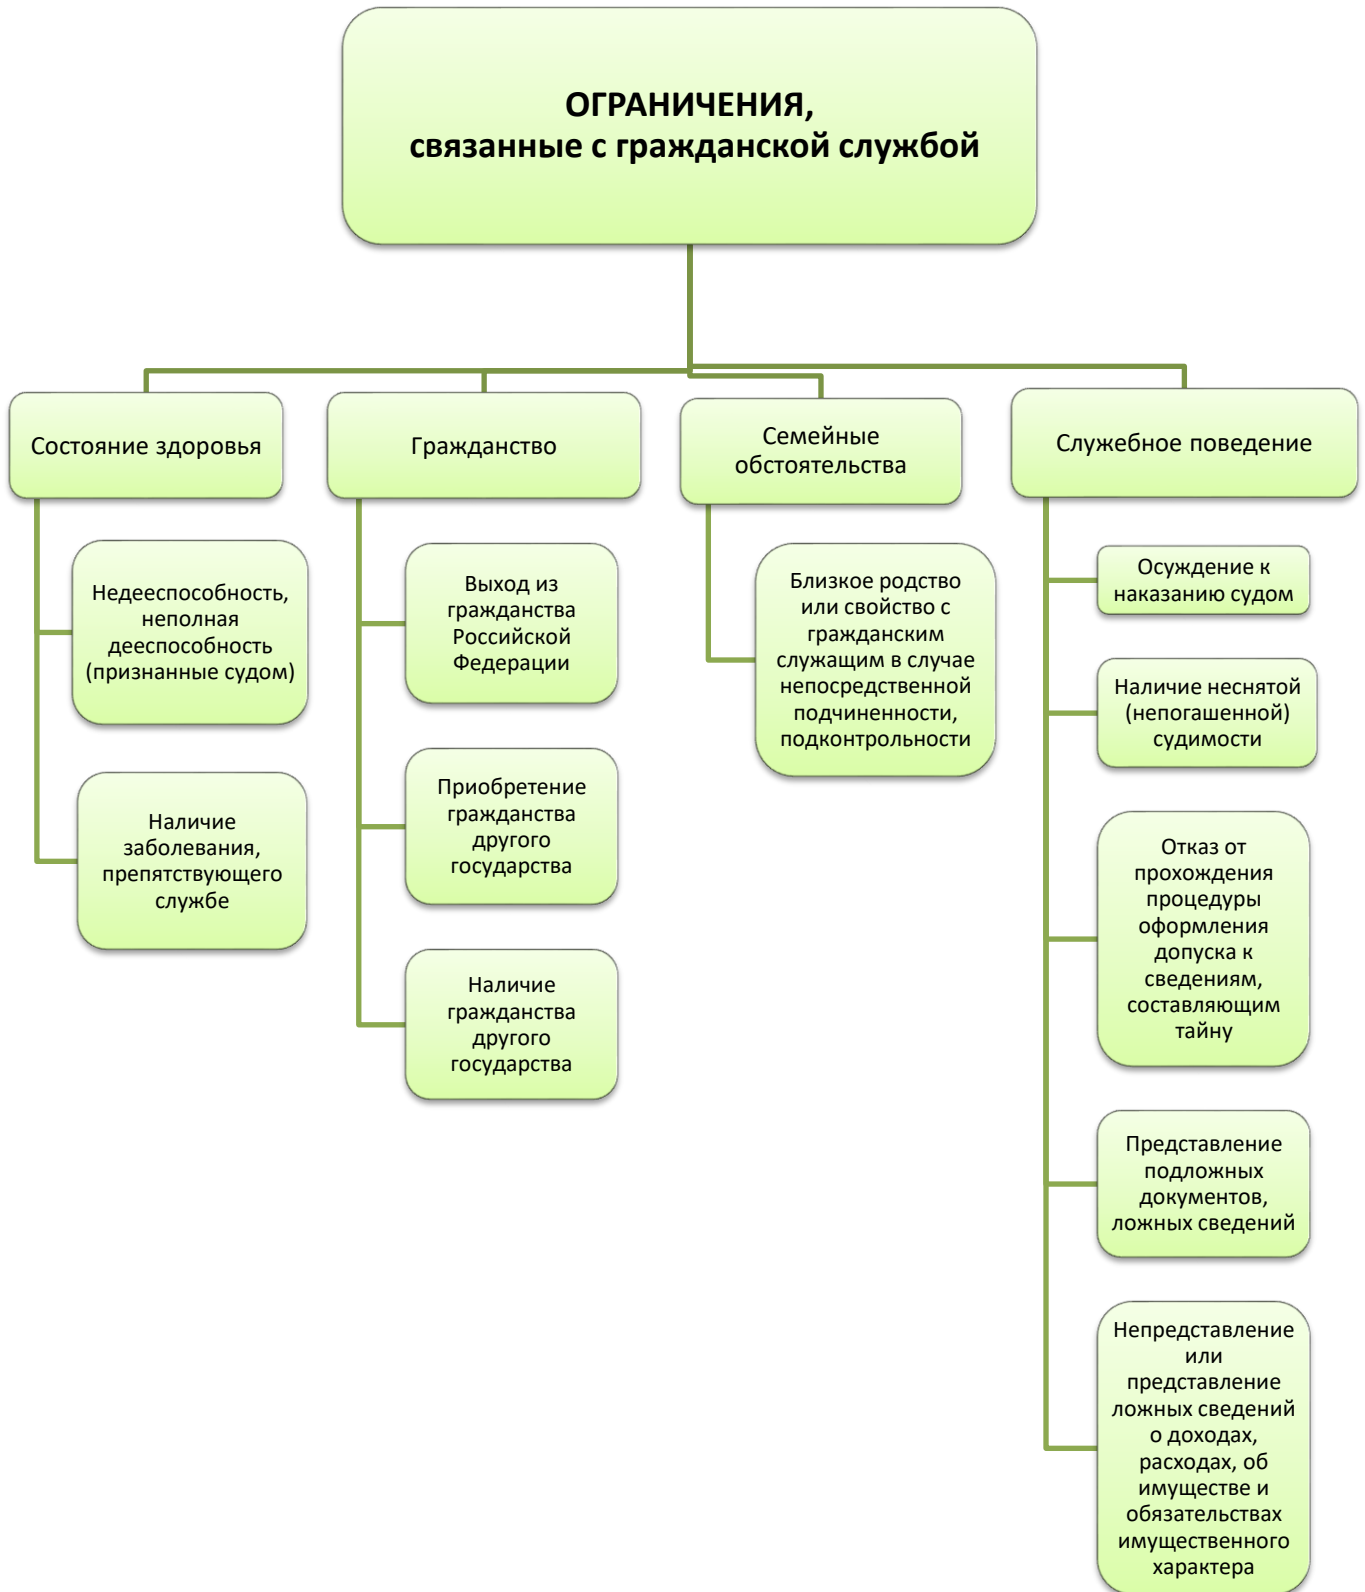 ОГРАНИЧЕНИЯ,
связанные с гражданской службой
Состояние здоровья
Недееспособность,
неполная
дееспособность
(признанные судом)
Наличие
заболевания,
препятствующего
службе
Гражданство
Выход из
гражданства
Российской
Федерации
Приобретение
гражданства
другого
государства
Наличие
гражданства
другого
государства
Семейные
обстоятельства
Близкое родство
или свойство с
гражданским
служащим в случае
непосредственной
подчиненности,
подконтрольности
Служебное поведение
Осуждение к
наказанию судом
Наличие неснятой
(непогашенной)
судимости
Отказ от
прохождения
процедуры
оформления
допуска к
сведениям,
составляющим
тайну
Представление
подложных
документов,
ложных сведений
Непредставление
или
представление
ложных сведений
о доходах,
расходах, об
имуществе и
обязательствах
имущественного
характера